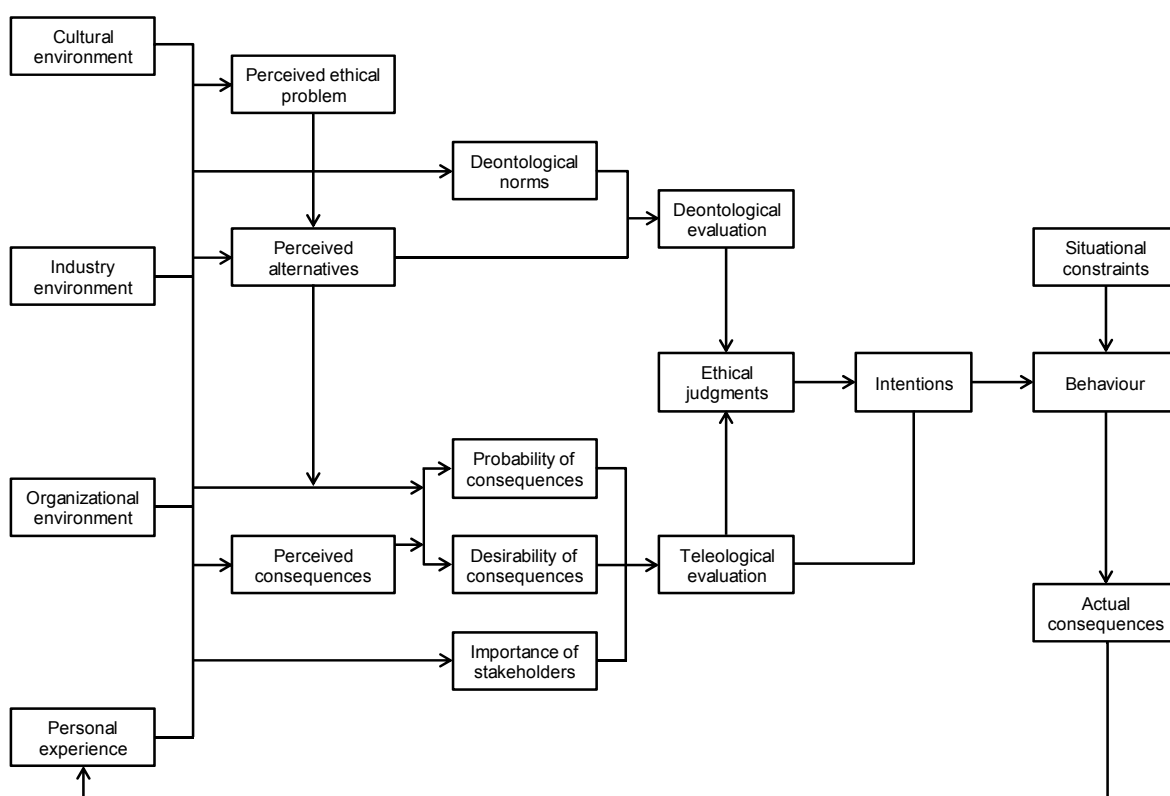 Cultural
environment
Perceived ethical
problem
Deontological
norms
Deontological
evaluation
Industry
environment
Perceived
alternatives
Situational
constraints
Ethical
judgments
Intentions
Behaviour
Organizational
environment
Probability of
consequences
Perceived
consequences
Desirability of
consequences
Teleological
evaluation
Actual
consequences
Importance of
stakeholders
Personal
experience